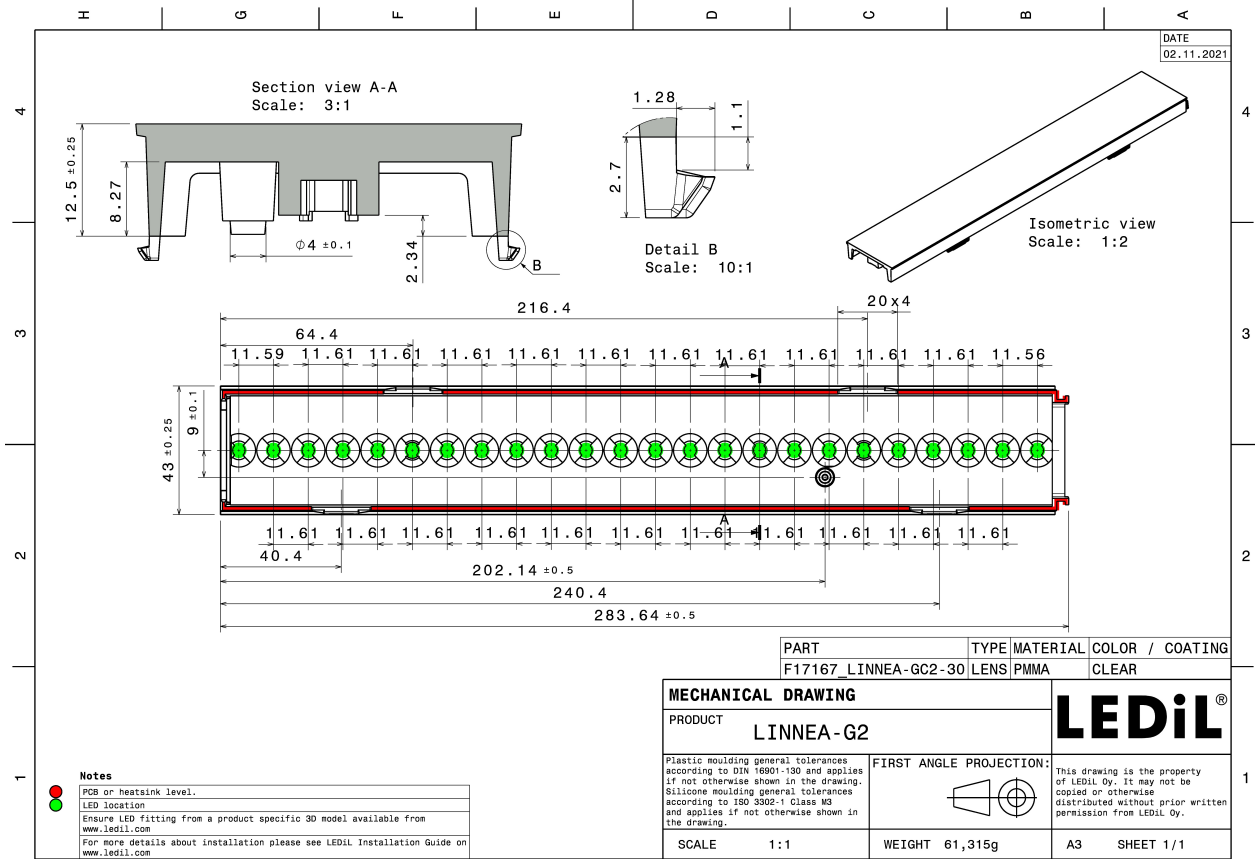 H G F E D C B A
DATE
02.11.2021
Section view A-A
Scale: 3:1
12.5 ±0.25
8.27
∅4 ±0.1
2.34
B
1.28
1.1
2.7
Detail B
Scale: 10:1
Isometric view
Scale: 1:2
4
4
3
3
2
2
1
1
216.4
20x4
64.4
11.59 11.61 11.61 11.61 11.61 11.61 11.61 11.61 11.61 11.61 11.61 11.56
A
43 ±0.25
9 ±0.1
A
11.61 11.61 11.61 11.61 11.61 11.61 11.61 11.61 11.61 11.61 11.61
40.4
202.14 ±0.5
240.4
283.64 ±0.5
PART TYPE MATERIAL COLOR / COATING
F17167_LINNEA-GC2-30 LENS PMMA CLEAR
MECHANICAL DRAWING
PRODUCT
LINNEA-G2
LEDiL®
Plastic moulding general tolerances
according to DIN 16901-130 and applies
if not otherwise shown in the drawing.
Silicone moulding general tolerances
according to ISO 3302-1 Class M3
and applies if not otherwise shown in
the drawing.
FIRST ANGLE PROJECTION:
This drawing is the property
of LEDiL Oy. It may not be
copied or otherwise
distributed without prior written
permission from LEDiL Oy.
SCALE 1:1
WEIGHT 61,315g
A3 SHEET 1/1
Notes
PCB or heatsink level.
LED location
Ensure LED fitting from a product specific 3D model available from
www.ledil.com
For more details about installation please see LEDiL Installation Guide on
www.ledil.com